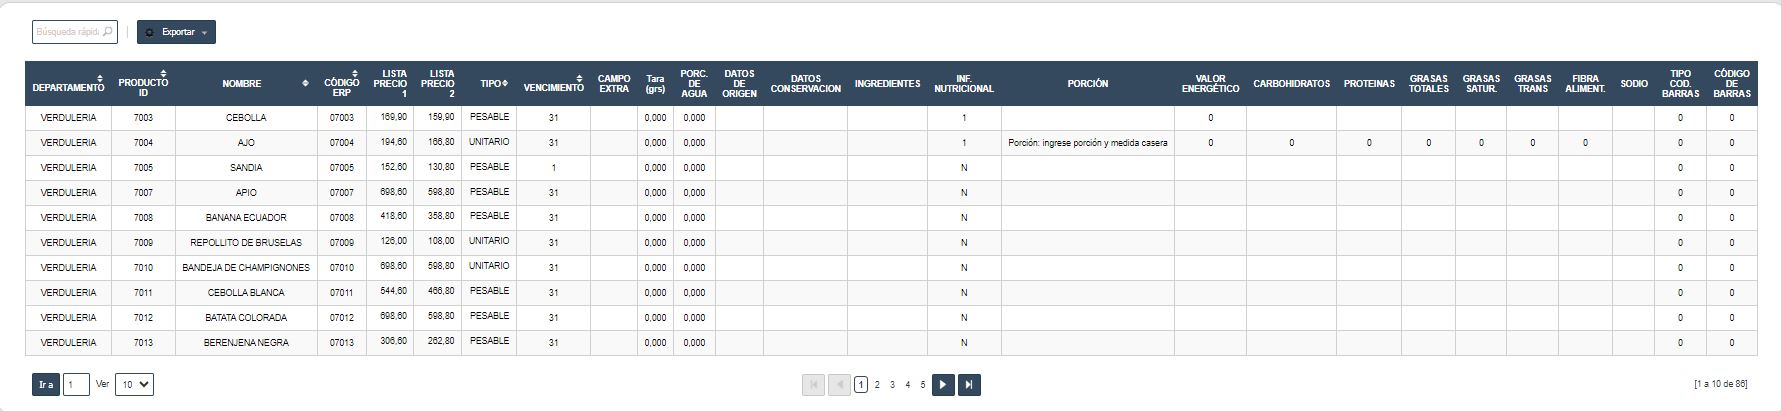 Búsqueda rápida
Exportar
DEPARTAMENTO PRODUCTO ID NOMBRE CÓDIGO ERP LISTA PRECIO 1 LISTA PRECIO 2 TIPO VENCIMIENTO CAMPO EXTRA Tara (grs) PORC. DE AGUA DATOS DE ORIGEN DATOS CONSERVACION INGREDIENTES INF. NUTRICIONAL PORCIÓN VALOR ENERGÉTICO CARBOHIDRATOS PROTEINAS GRASAS TOTALES GRASAS SATUR. GRASAS TRANS FIBRA ALIMENT. SODIO TIPO COD. BARRAS CÓDIGO DE BARRAS
VERDULERIA 7003 CEBOLLA 07003 169,90 159,90 PESABLE 31 0,000 0,000 1 0 0 0
VERDULERIA 7004 AJO 07004 194,60 166,80 UNITARIO 31 0,000 0,000 1 Porción: ingrese porción y medida casera 0 0 0 0 0 0 0 0 0
VERDULERIA 7005 SANDIA 07005 152,60 130,80 PESABLE 1 0,000 0,000 N 0 0
VERDULERIA 7007 APIO 07007 698,60 598,80 PESABLE 31 0,000 0,000 N 0 0
VERDULERIA 7008 BANANA ECUADOR 07008 418,60 358,80 PESABLE 31 0,000 0,000 N 0 0
VERDULERIA 7009 REPOLLITO DE BRUSELAS 07009 126,00 108,00 UNITARIO 31 0,000 0,000 N 0 0
VERDULERIA 7010 BANDEJA DE CHAMPIGNONES 07010 698,60 598,80 UNITARIO 31 0,000 0,000 N 0 0
VERDULERIA 7011 CEBOLLA BLANCA 07011 544,60 466,80 PESABLE 31 0,000 0,000 N 0 0
VERDULERIA 7012 BATATA COLORADA 07012 698,60 598,80 PESABLE 31 0,000 0,000 N 0 0
VERDULERIA 7013 BERENJENA NEGRA 07013 306,60 262,80 PESABLE 31 0,000 0,000 N 0 0
Ir a 1 Ver 10 1 2 3 4 5 [1 a 10 de 86]